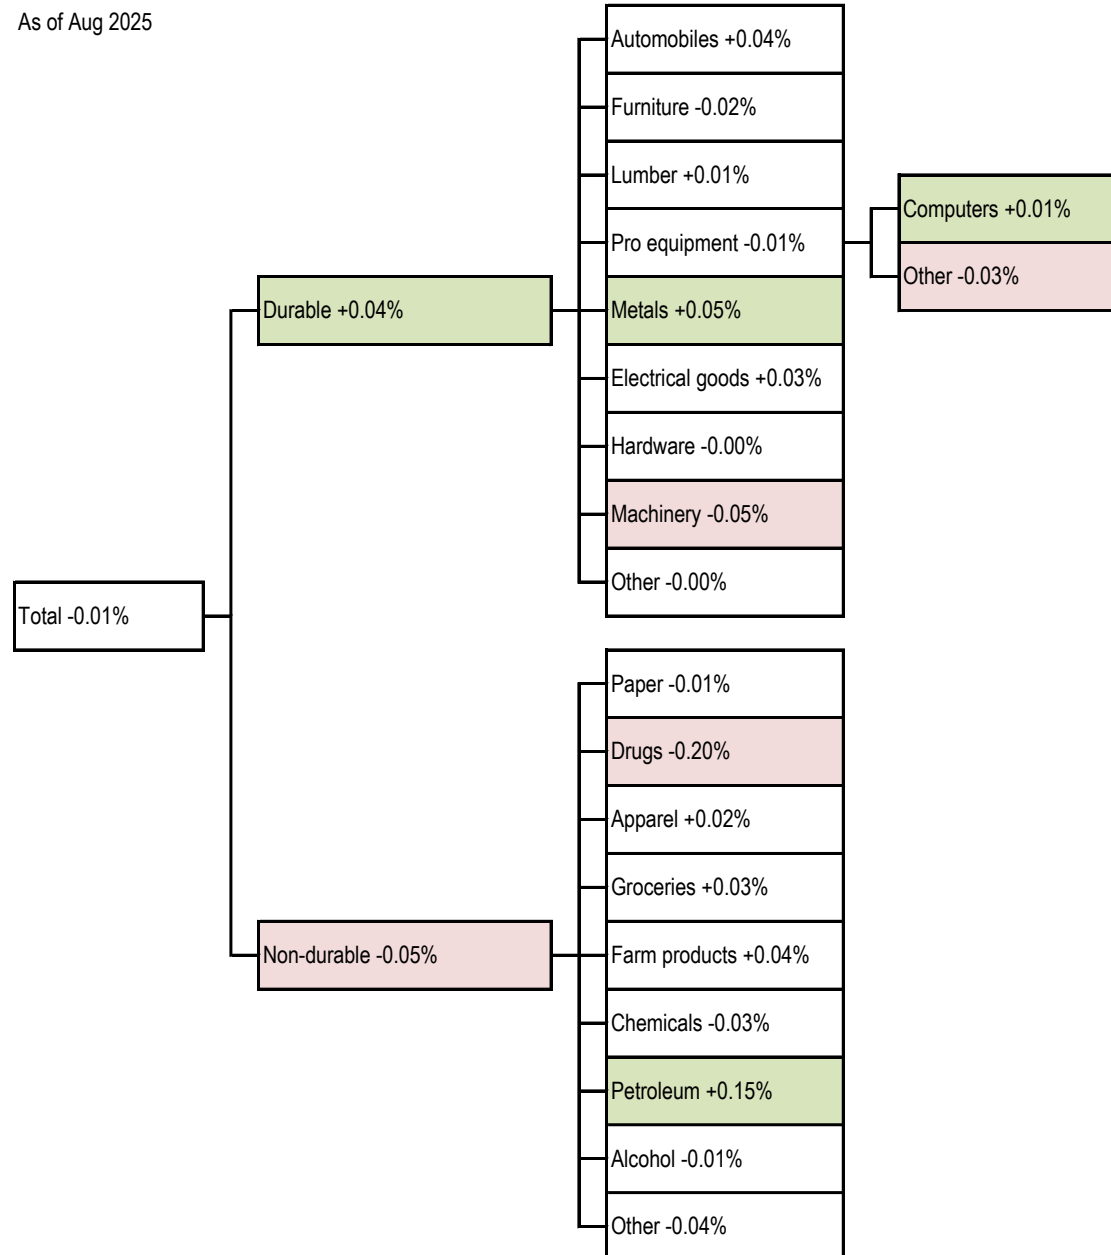 As of Aug 2025
Total -0.01%
Durable +0.04%
Automobiles +0.04%
Furniture -0.02%
Lumber +0.01%
Pro equipment -0.01%
Computers +0.01%
Other -0.03%
Metals +0.05%
Electrical goods +0.03%
Hardware -0.00%
Machinery -0.05%
Other -0.00%
Non-durable -0.05%
Paper -0.01%
Drugs -0.20%
Apparel +0.02%
Groceries +0.03%
Farm products +0.04%
Chemicals -0.03%
Petroleum +0.15%
Alcohol -0.01%
Other -0.04%